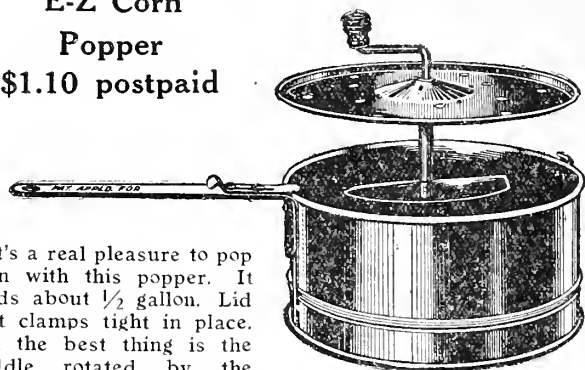 E-Z Corn
Popper
$1.10 postpaid
PAT. APPLD. FOR
t's a real pleasure to pop
n with this popper. It
ds about ½ gallon. Lid
t clamps tight in place.
the best thing is the
dle rotated by the